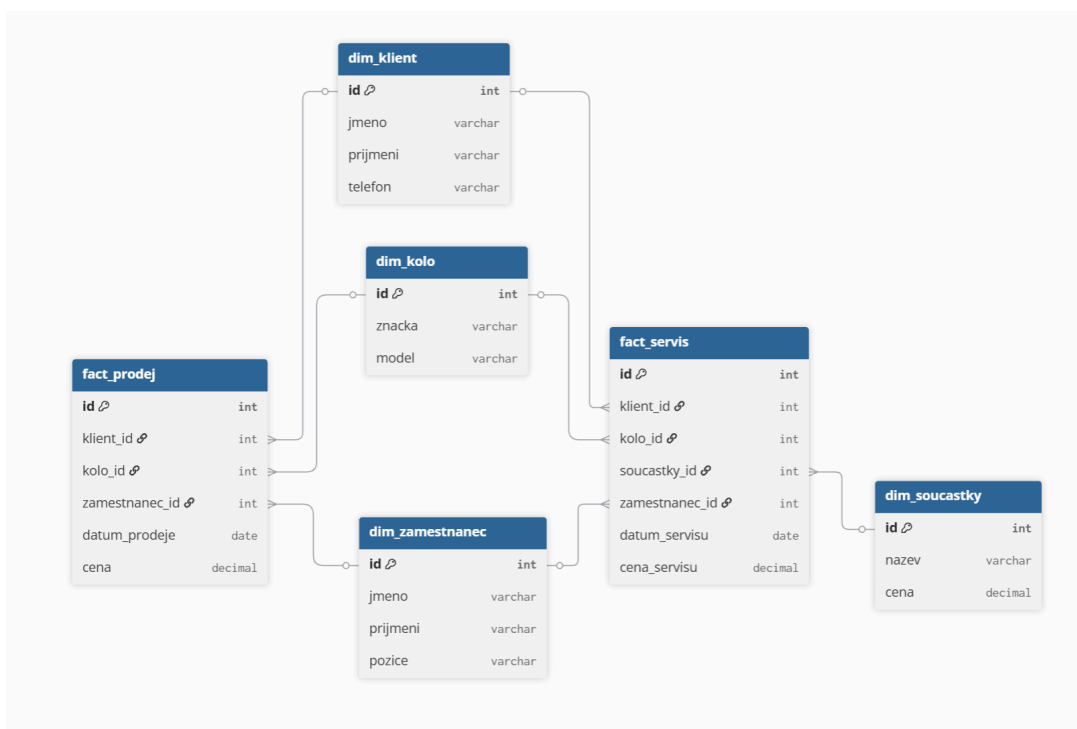 dim_klient
id int
jmeno varchar
prijmeni varchar
telefon varchar
dim_kolo
id int
znacka varchar
model varchar
fact_prodej
id int
klient_id int
kolo_id int
zamestnanec_id int
datum_prodeje date
cena decimal
dim_zamestnanec
id int
jmeno varchar
prijmeni varchar
pozice varchar
fact_servis
id int
klient_id int
kolo_id int
soucastky_id int
zamestnanec_id int
datum_servisu date
cena_servisu decimal
dim_soucastky
id int
nazev varchar
cena decimal